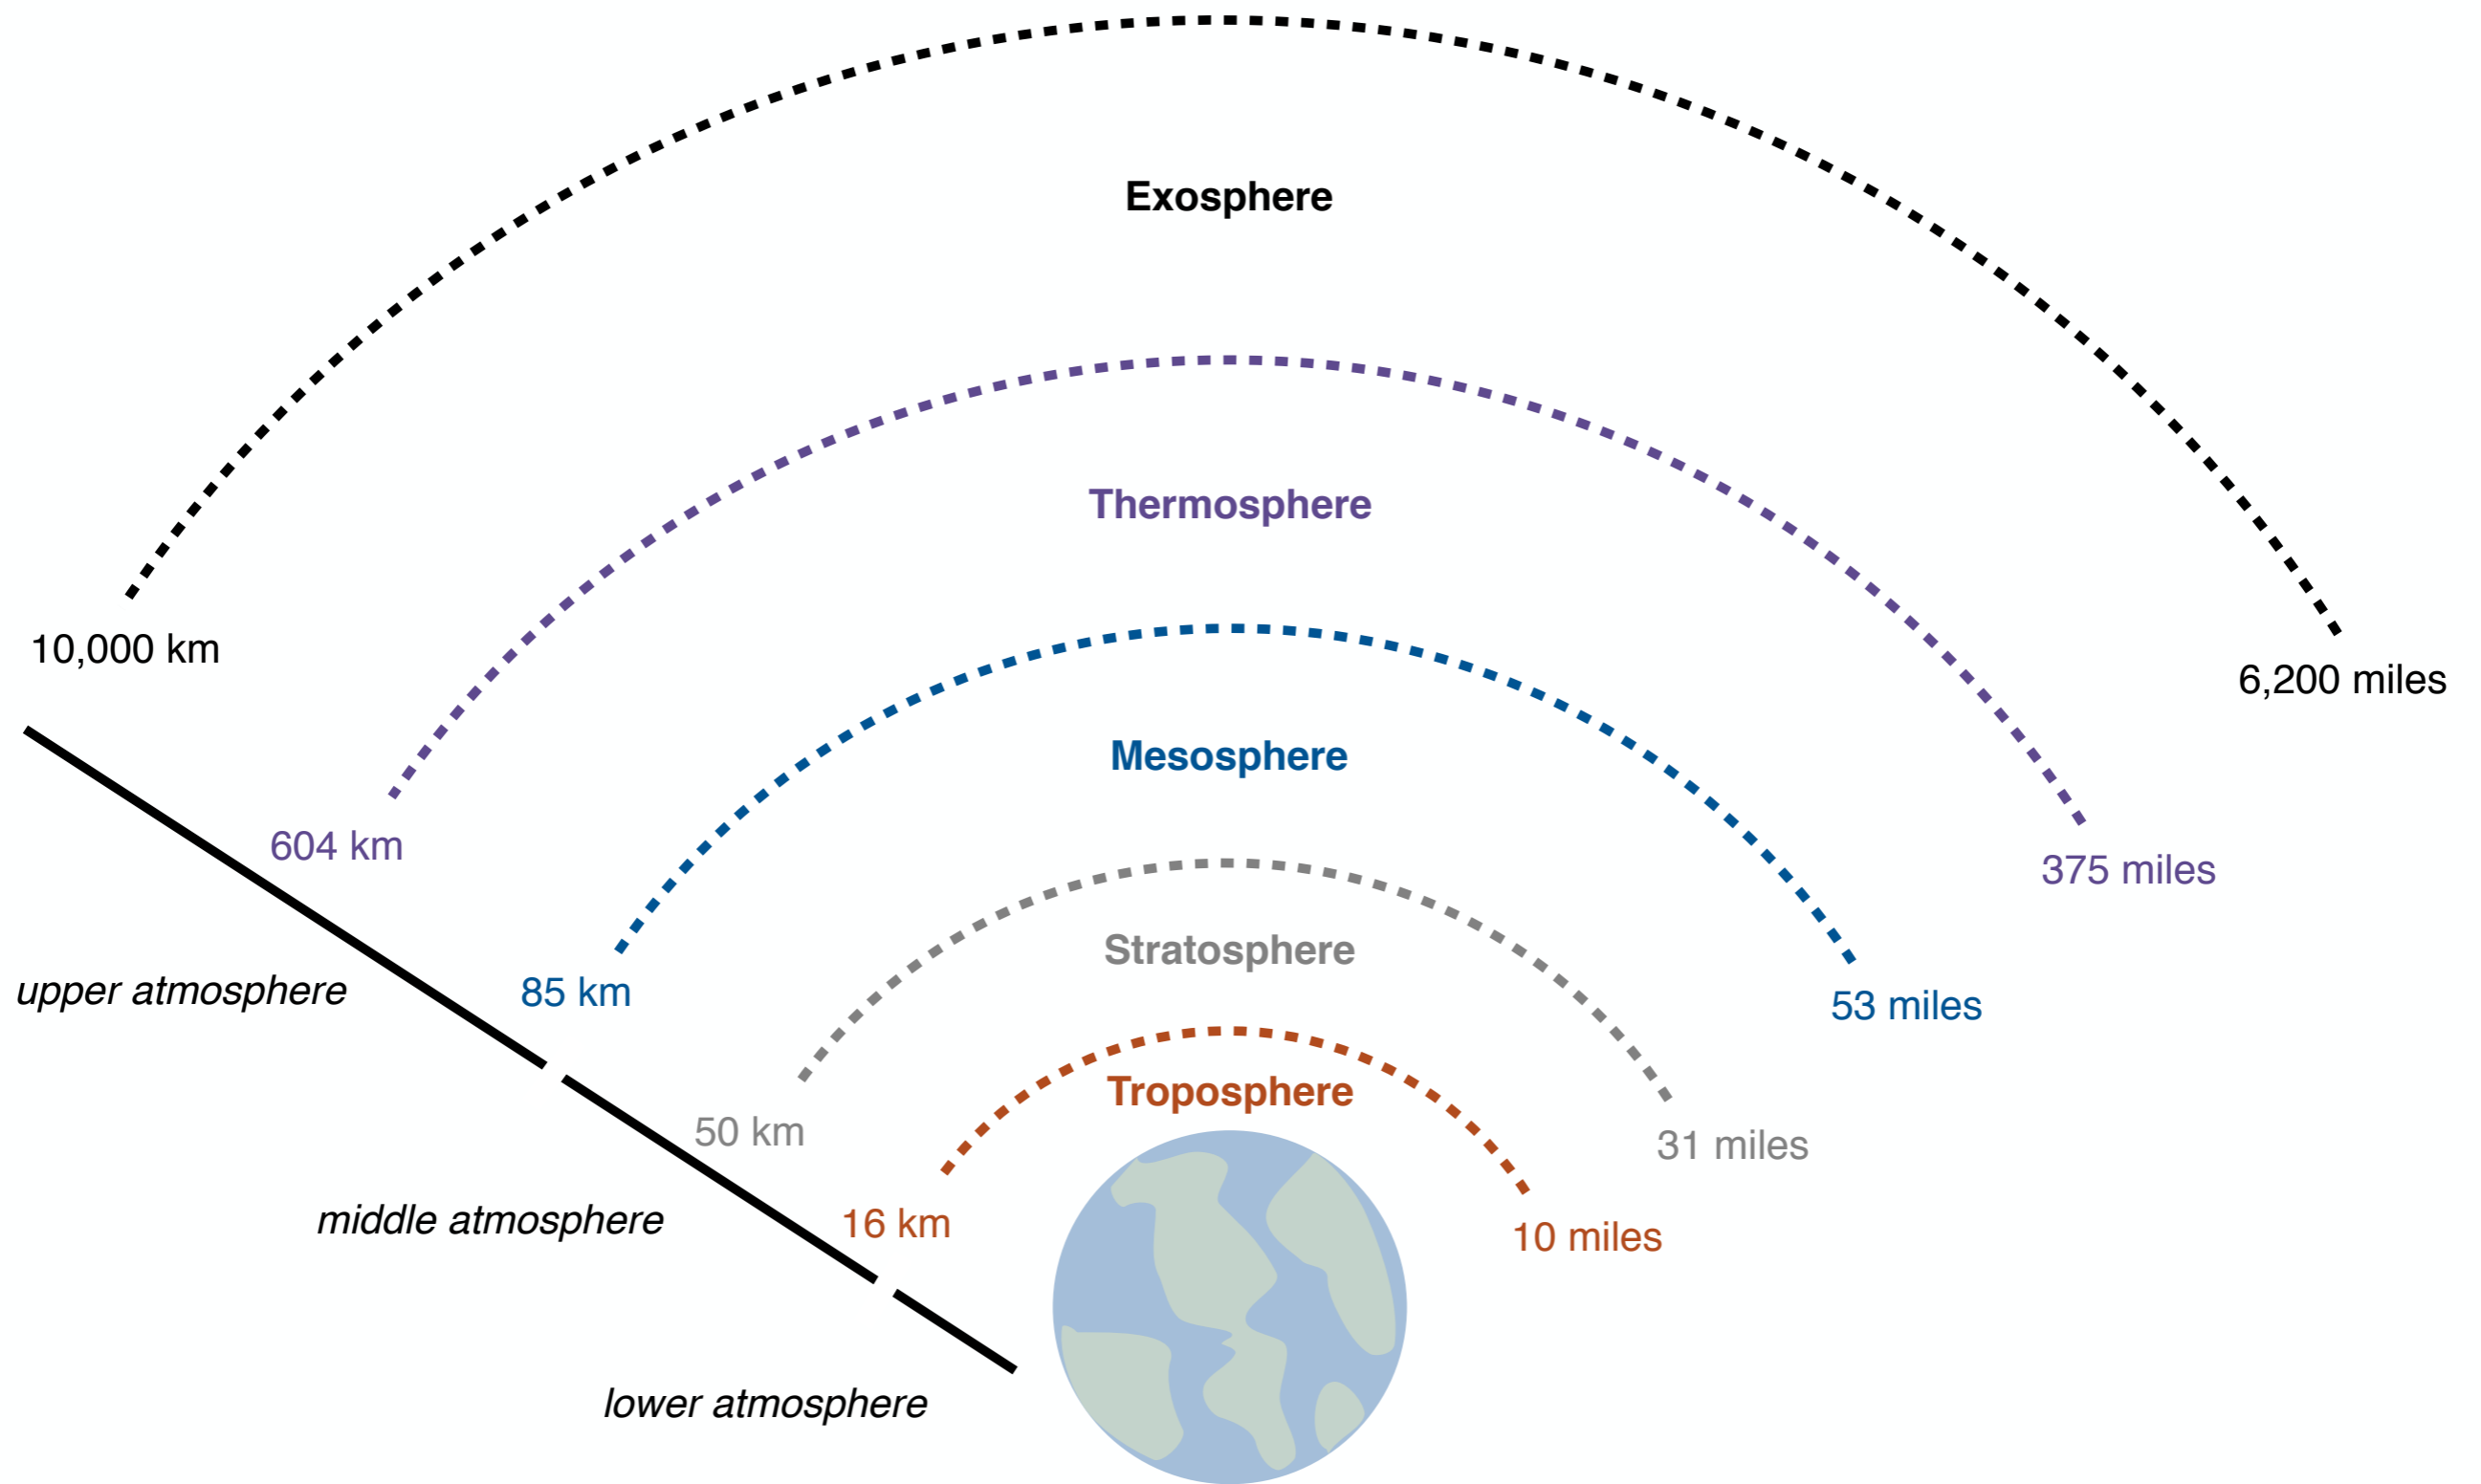 Exosphere
Thermosphere
10,000 km
6,200 miles
Mesosphere
604 km
375 miles
Stratosphere
upper atmosphere
85 km
53 miles
Troposphere
50 km
31 miles
middle atmosphere
16 km
10 miles
lower atmosphere